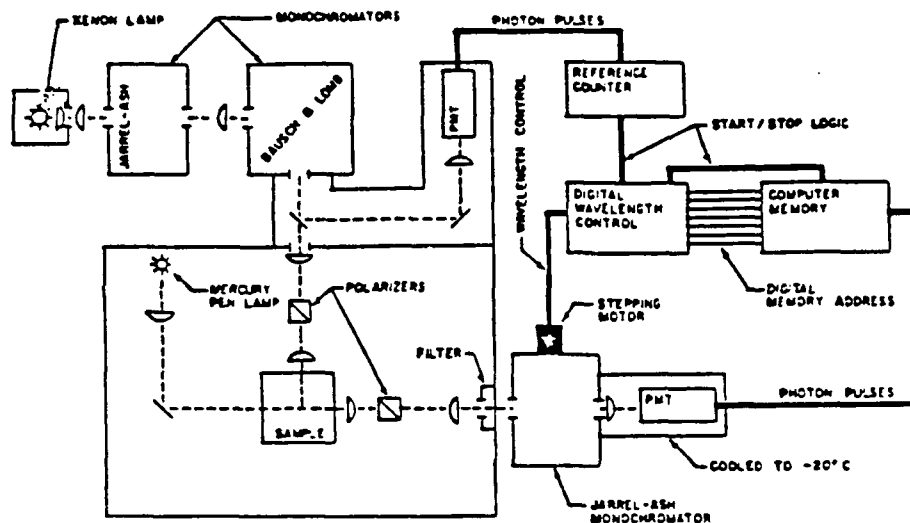 XENON LAMP
MONOCHROMATORS
PHOTON PULSES
JARREL-ASH
BAUSCH & LOMB
PMT
REFERENCE
COUNTER
WAVELENGTH CONTROL
START/STOP LOGIC
DIGITAL
WAVELENGTH
CONTROL
COMPUTER
MEMORY
MERCURY
PEN LAMP
POLARIZERS
DIGITAL
MEMORY ADDRESS
STEPPING
MOTOR
FILTER
SAMPLE
PMT
PHOTON PULSES
COOLED TO -20°C
JARREL-ASH
MONOCHROMATOR